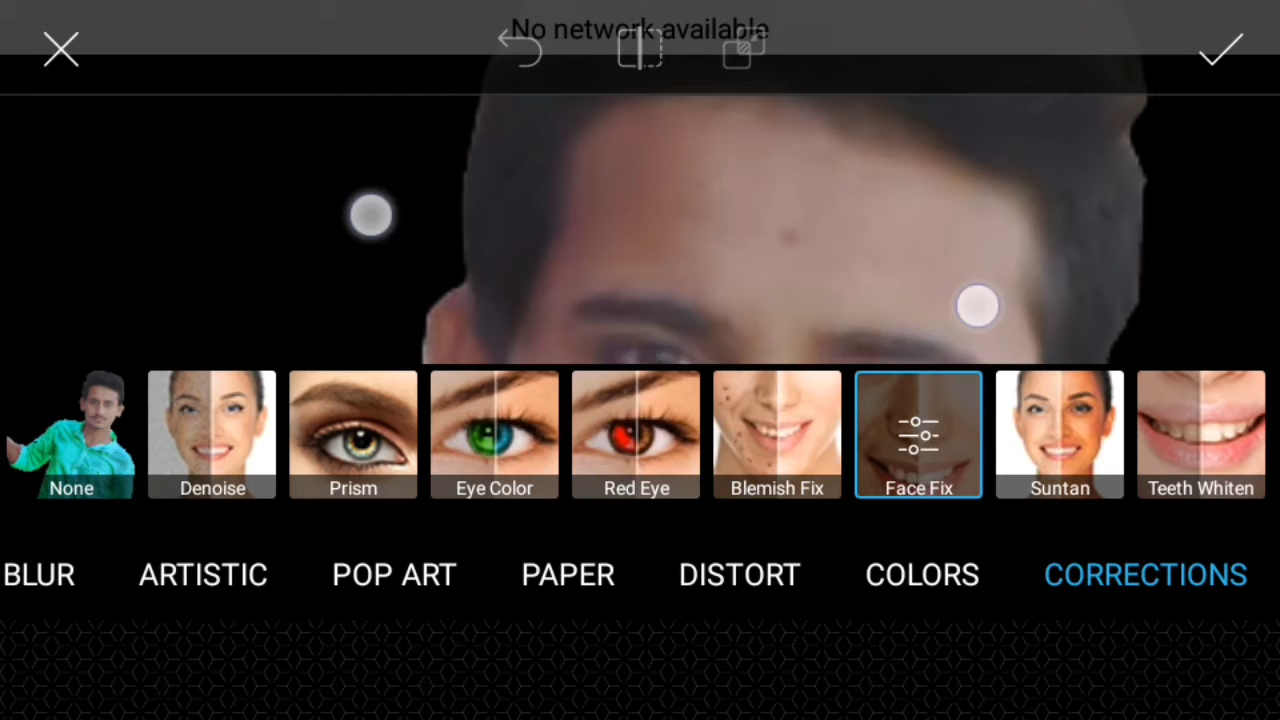 No network available
None
Denoise
Prism
Eye Color
Red Eye
Blemish Fix
Face Fix
Suntan
Teeth Whiten
BLUR
ARTISTIC
POP ART
PAPER
DISTORT
COLORS
CORRECTIONS